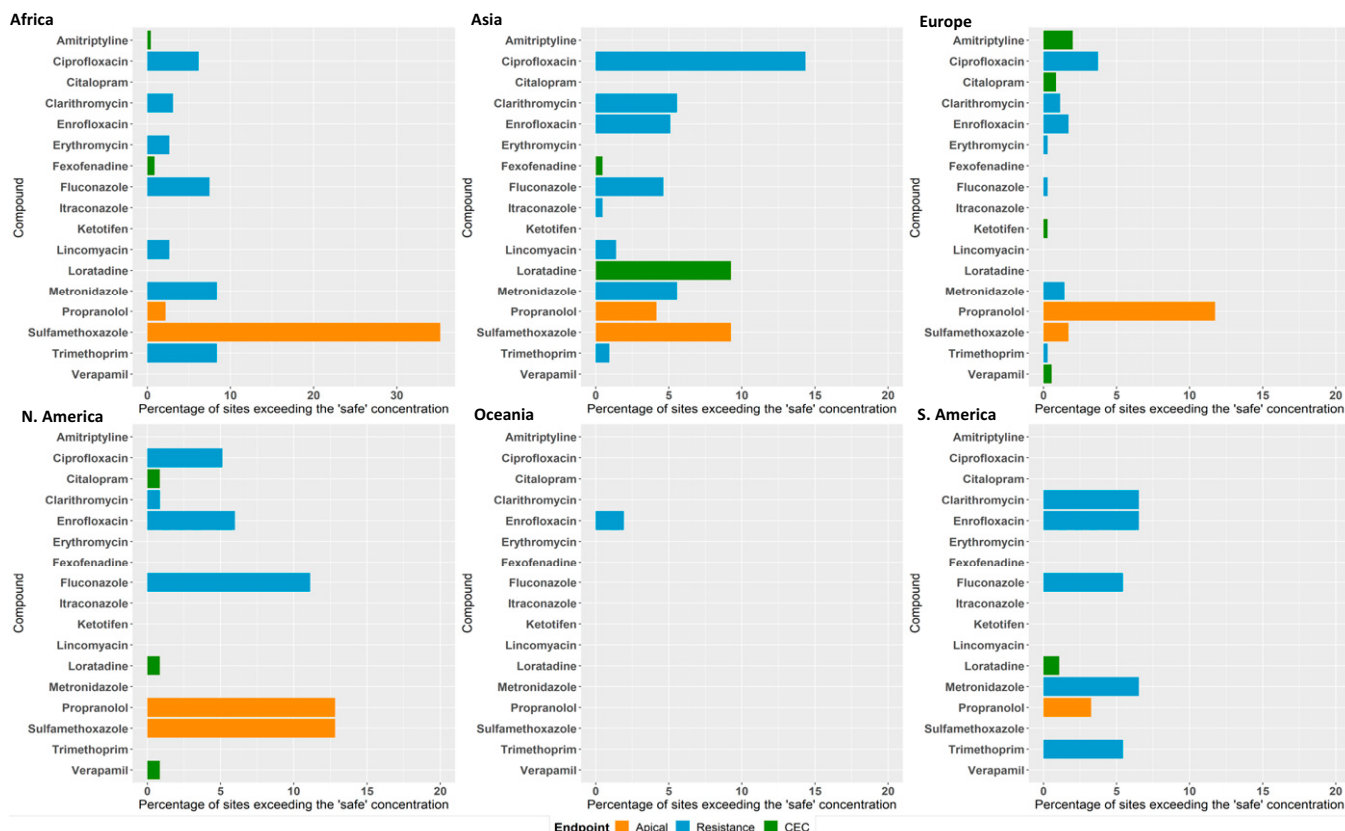 Africa
Compound
Amitriptyline
Ciprofloxacin
Citalopram
Clarithromycin
Enrofloxacin
Erythromycin
Fexofenadine
Fluconazole
Itraconazole
Ketotifen
Lincomyacin
Loratadine
Metronidazole
Propranolol
Sulfamethoxazole
Trimethoprim
Verapamil
0 10 20 30
Percentage of sites exceeding the 'safe' concentration
Asia
Compound
Amitriptyline
Ciprofloxacin
Citalopram
Clarithromycin
Enrofloxacin
Erythromycin
Fexofenadine
Fluconazole
Itraconazole
Ketotifen
Lincomyacin
Loratadine
Metronidazole
Propranolol
Sulfamethoxazole
Trimethoprim
Verapamil
0 5 10 15 20
Percentage of sites exceeding the 'safe' concentration
Europe
Compound
Amitriptyline
Ciprofloxacin
Citalopram
Clarithromycin
Enrofloxacin
Erythromycin
Fexofenadine
Fluconazole
Itraconazole
Ketotifen
Lincomyacin
Loratadine
Metronidazole
Propranolol
Sulfamethoxazole
Trimethoprim
Verapamil
0 5 10 15 20
Percentage of sites exceeding the 'safe' concentration
N. America
Compound
Amitriptyline
Ciprofloxacin
Citalopram
Clarithromycin
Enrofloxacin
Erythromycin
Fexofenadine
Fluconazole
Itraconazole
Ketotifen
Lincomyacin
Loratadine
Metronidazole
Propranolol
Sulfamethoxazole
Trimethoprim
Verapamil
0 5 10 15 20
Percentage of sites exceeding the 'safe' concentration
Oceania
Compound
Amitriptyline
Ciprofloxacin
Citalopram
Clarithromycin
Enrofloxacin
Erythromycin
Fexofenadine
Fluconazole
Itraconazole
Ketotifen
Lincomyacin
Loratadine
Metronidazole
Propranolol
Sulfamethoxazole
Trimethoprim
Verapamil
0 5 10 15 20
Percentage of sites exceeding the 'safe' concentration
S. America
Compound
Amitriptyline
Ciprofloxacin
Citalopram
Clarithromycin
Enrofloxacin
Erythromycin
Fexofenadine
Fluconazole
Itraconazole
Ketotifen
Lincomyacin
Loratadine
Metronidazole
Propranolol
Sulfamethoxazole
Trimethoprim
Verapamil
0 5 10 15 20
Percentage of sites exceeding the 'safe' concentration
Endpoint Apical Resistance CEC